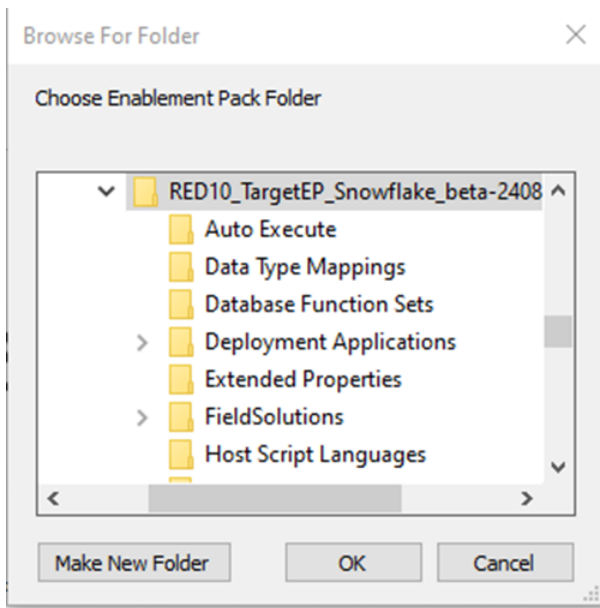 Browse For Folder
Choose Enablement Pack Folder
RED10_TargetEP_Snowflake_beta-2408
Auto Execute
Data Type Mappings
Database Function Sets
Deployment Applications
Extended Properties
FieldSolutions
Host Script Languages
Make New Folder OK Cancel